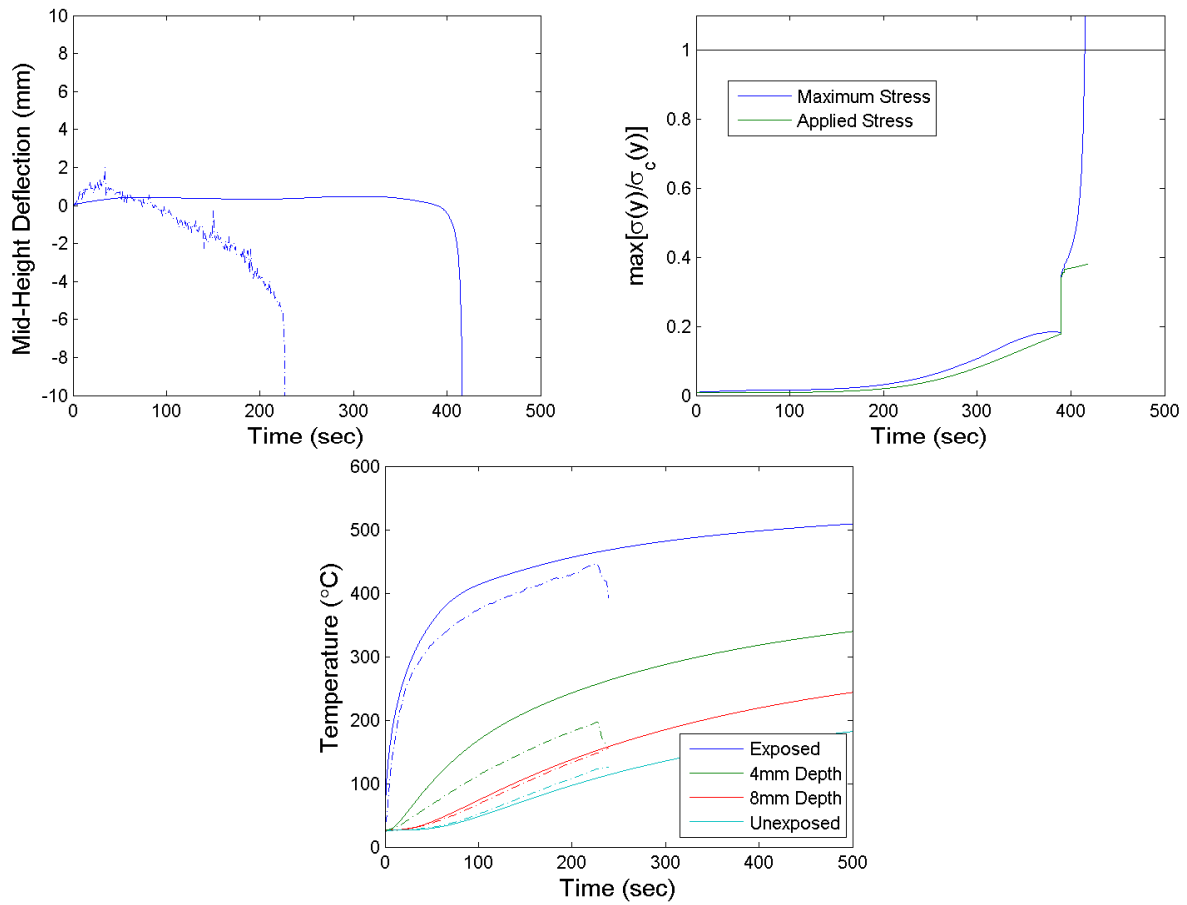 Mid-Height Deflection (mm)
10
8
6
4
2
0
-2
-4
-6
-8
-10
0 100 200 300 400 500
Time (sec)
max[σ(y)/σc(y)]
1
0.8
0.6
0.4
0.2
0
Maximum Stress
Applied Stress
0 100 200 300 400 500
Time (sec)
Temperature (°C)
600
500
400
300
200
100
0
Exposed
4mm Depth
8mm Depth
Unexposed
0 100 200 300 400 500
Time (sec)